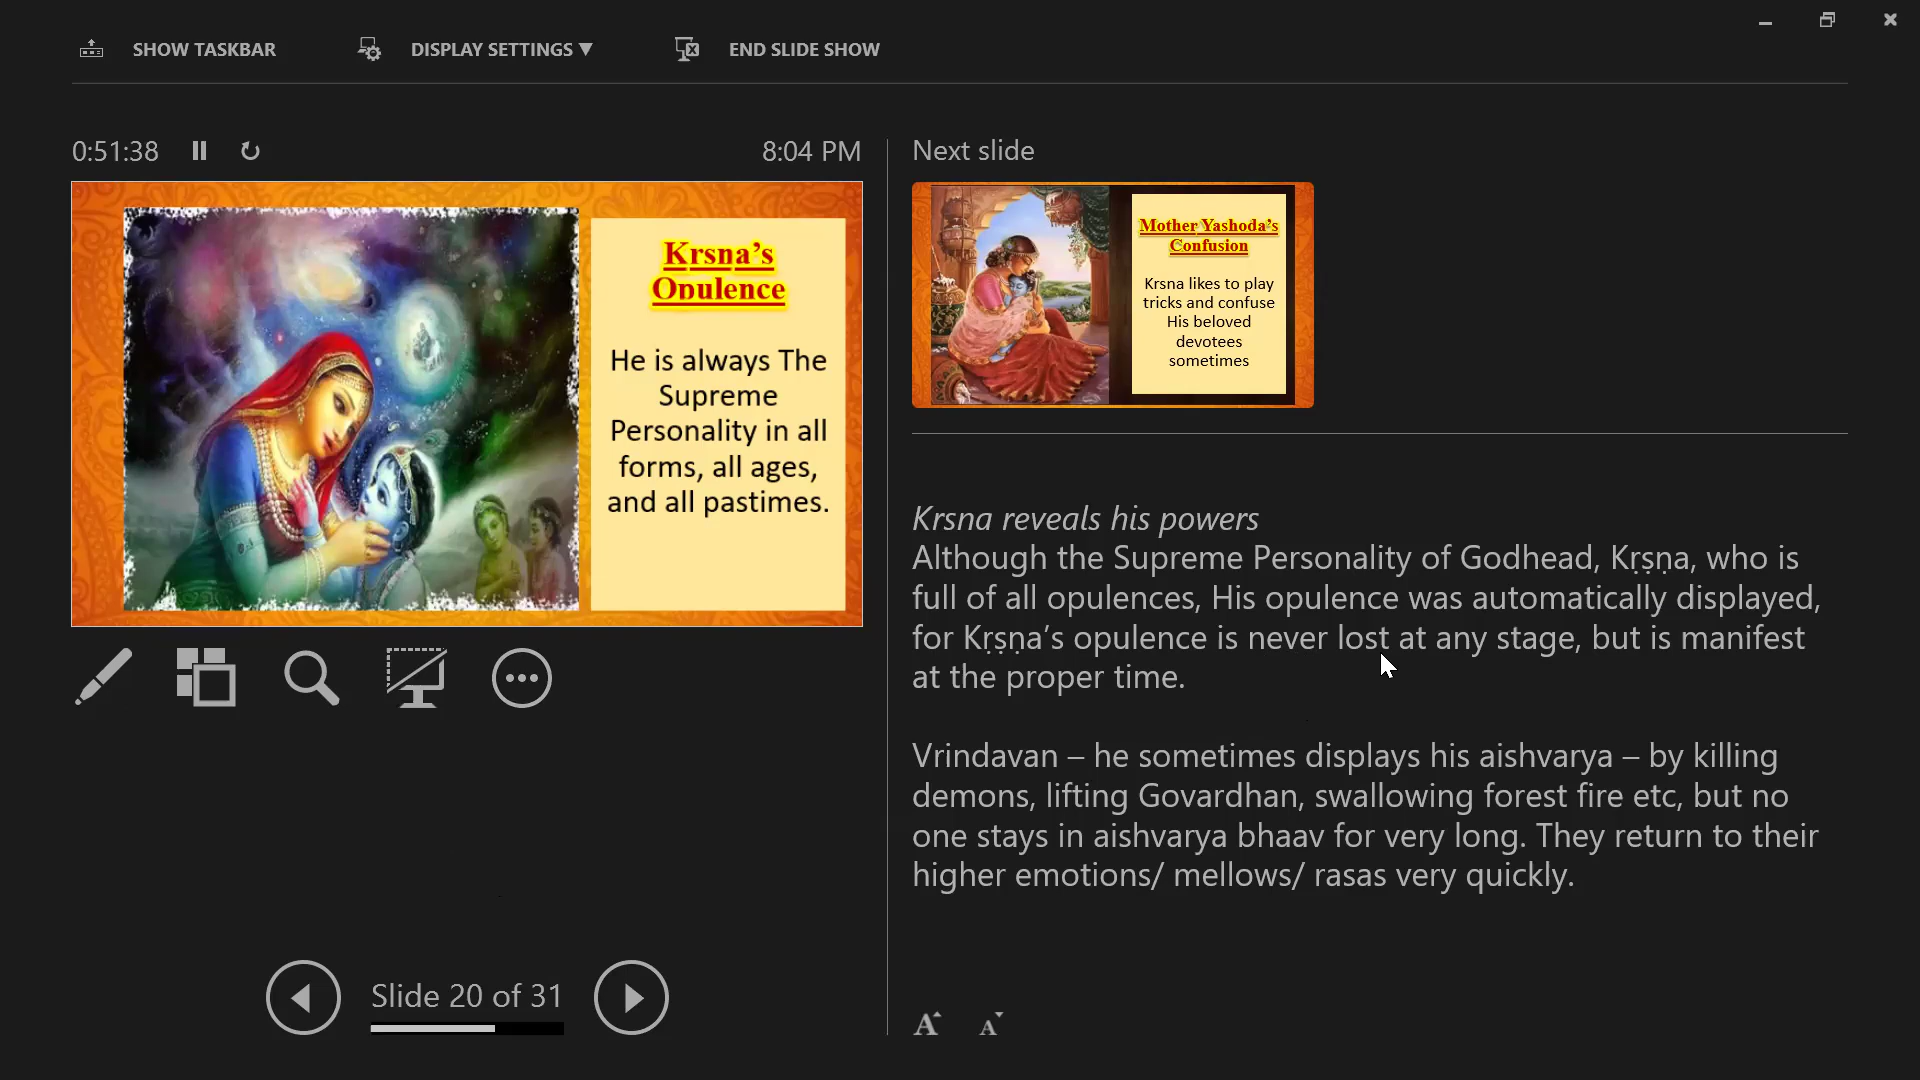 SHOW TASKBAR
DISPLAY SETTINGS ▼
END SLIDE SHOW
0:51:38
8:04 PM
Krsna's
Opulence
He is always The
Supreme
Personality in all
forms, all ages,
and all pastimes.
Slide 20 of 31
Next slide
Mother Yashoda's
Confusion
Krsna likes to play
tricks and confuse
His beloved
devotees
sometimes
Krsna reveals his powers
Although the Supreme Personality of Godhead, Kṛṣṇa, who is
full of all opulences, His opulence was automatically displayed,
for Kṛṣṇa's opulence is never lost at any stage, but is manifest
at the proper time.
Vrindavan – he sometimes displays his aishvarya – by killing
demons, lifting Govardhan, swallowing forest fire etc, but no
one stays in aishvarya bhaav for very long. They return to their
higher emotions/ mellows/ rasas very quickly.
A A